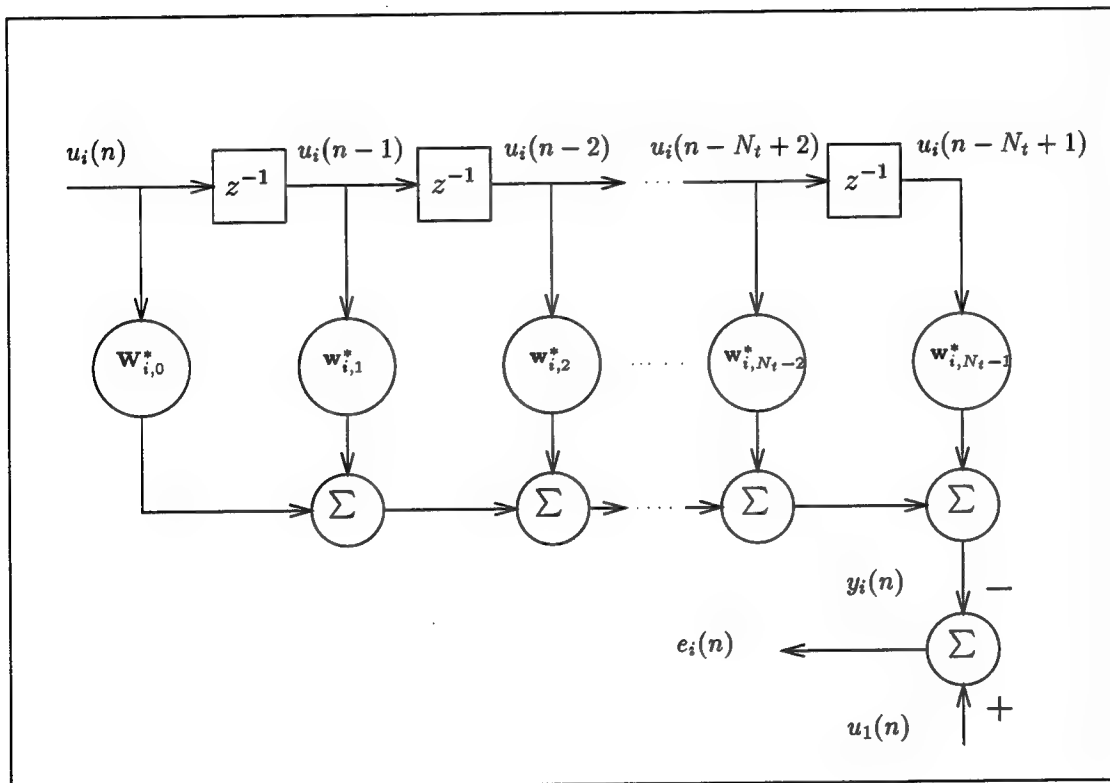 u_i(n) u_i(n − 1) u_i(n − 2) u_i(n − N_t + 2) u_i(n − N_t + 1)
z^{−1} z^{−1} ···· z^{−1}
W*_{i,0} w*_{i,1} w*_{i,2} ···· w*_{i,N_t−2} w*_{i,N_t−1}
Σ Σ ···· Σ Σ
y_i(n) −
e_i(n) Σ
u_1(n) +